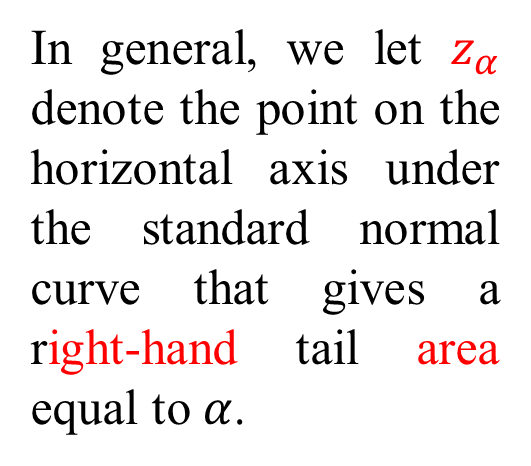 In general, we let z_α
denote the point on the
horizontal axis under
the standard normal
curve that gives a
right-hand tail area
equal to α.